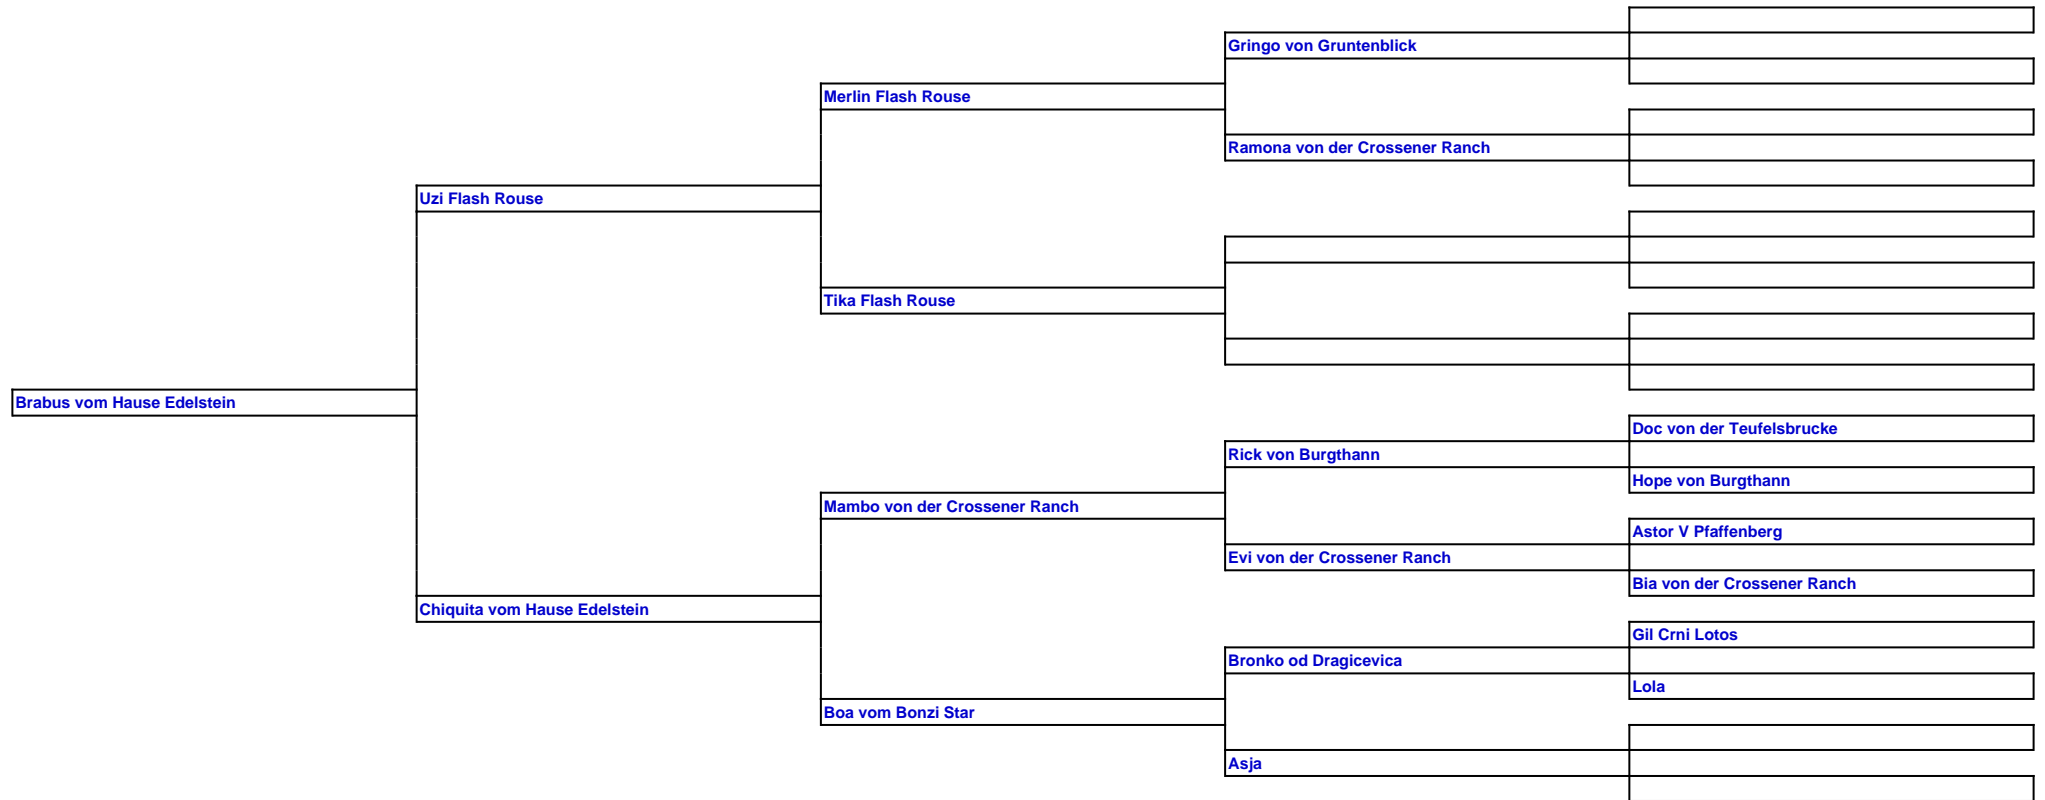 Gringo von Gruntenblick
Merlin Flash Rouse
Ramona von der Crossener Ranch
Uzi Flash Rouse
Tika Flash Rouse
Brabus vom Hause Edelstein
Doc von der Teufelsbrucke
Rick von Burgthann
Hope von Burgthann
Mambo von der Crossener Ranch
Astor V Pfaffenberg
Evi von der Crossener Ranch
Bia von der Crossener Ranch
Chiquita vom Hause Edelstein
Gil Crni Lotos
Bronko od Dragicevica
Lola
Boa vom Bonzi Star
Asja